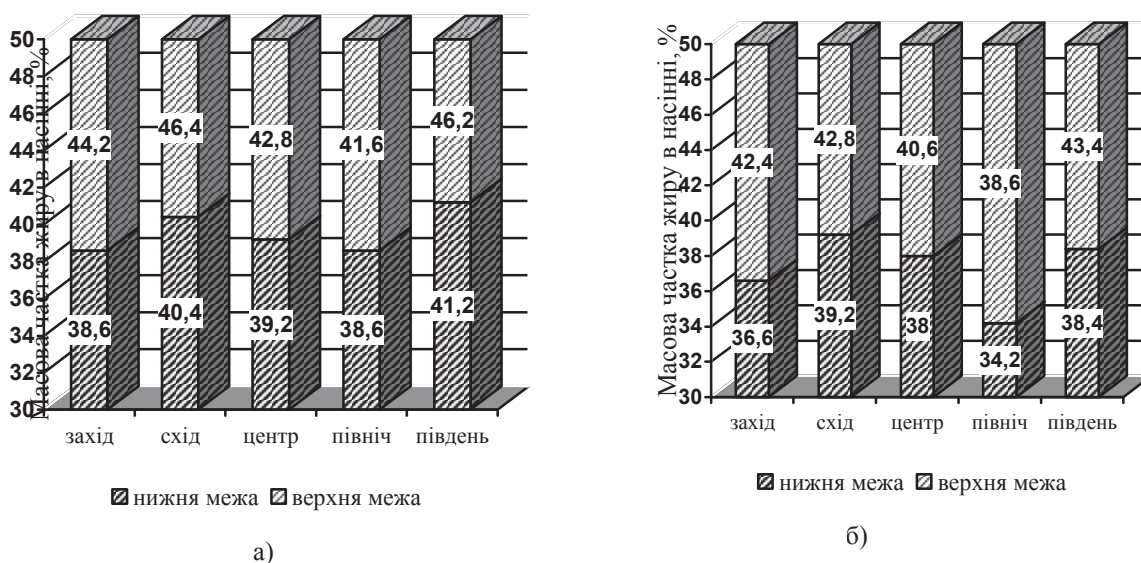 Масова частка жиру в насінні, %
50
48
46
44
42
40
38
36
34
32
30
44,2
46,4
42,8
41,6
46,2
38,6
40,4
39,2
38,6
41,2
захід
схід
центр
північ
південь
нижня межа
верхня межа
а)
Масова частка жиру в насінні, %
50
48
46
44
42
40
38
36
34
32
30
42,4
42,8
40,6
38,6
43,4
36,6
39,2
38
34,2
38,4
захід
схід
центр
північ
південь
нижня межа
верхня межа
б)